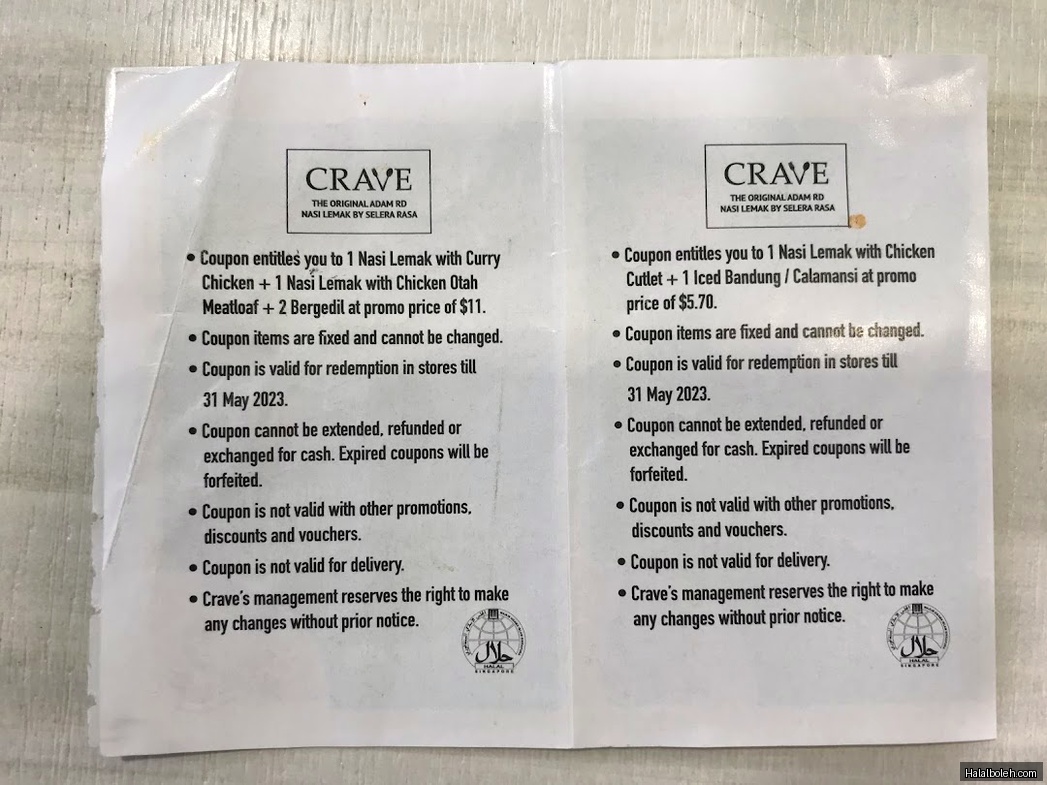 CRAVE
THE ORIGINAL ADAM RD
NASI LEMAK BY SELERA RASA
• Coupon entitles you to 1 Nasi Lemak with Curry
Chicken + 1 Nasi Lemak with Chicken Otah
Meatloaf + 2 Bergedil at promo price of $11.
• Coupon items are fixed and cannot be changed.
• Coupon is valid for redemption in stores till
31 May 2023.
• Coupon cannot be extended, refunded or
exchanged for cash. Expired coupons will be
forfeited.
• Coupon is not valid with other promotions,
discounts and vouchers.
• Coupon is not valid for delivery.
• Crave's management reserves the right to make
any changes without prior notice.
حلال
HALAL
SINGAPORE
CRAVE
THE ORIGINAL ADAM RD
NASI LEMAK BY SELERA RASA
• Coupon entitles you to 1 Nasi Lemak with Chicken
Cutlet + 1 Iced Bandung / Calamansi at promo
price of $5.70.
• Coupon items are fixed and cannot be changed.
• Coupon is valid for redemption in stores till
31 May 2023.
• Coupon cannot be extended, refunded or
exchanged for cash. Expired coupons will be
forfeited.
• Coupon is not valid with other promotions,
discounts and vouchers.
• Coupon is not valid for delivery.
• Crave's management reserves the right to make
any changes without prior notice.
حلال
HALAL
SINGAPORE
Halalboleh.com